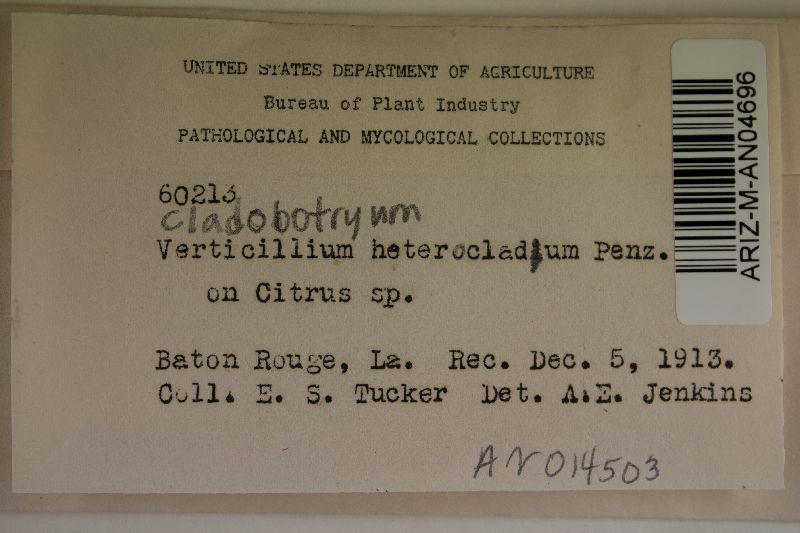 UNITED STATES DEPARTMENT OF AGRICULTURE
Bureau of Plant Industry
PATHOLOGICAL AND MYCOLOGICAL COLLECTIONS
60213
cladobotryum
Verticillium heterocladium Penz.
on Citrus sp.
Baton Rouge, La. Rec. Dec. 5, 1913.
Coll. E. S. Tucker Det. A.E. Jenkins
AN014503
ARIZ-M-AN04696